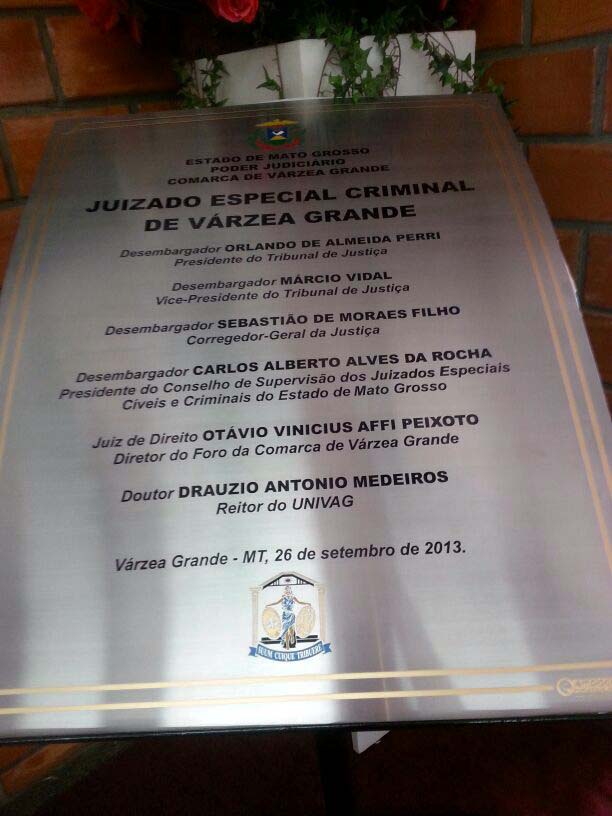 ESTADO DE MATO GROSSO
PODER JUDICIÁRIO
COMARCA DE VÁRZEA GRANDE
JUIZADO ESPECIAL CRIMINAL
DE VÁRZEA GRANDE
Desembargador ORLANDO DE ALMEIDA PERRI
Presidente do Tribunal de Justiça
Desembargador MÁRCIO VIDAL
Vice-Presidente do Tribunal de Justiça
Desembargador SEBASTIÃO DE MORAES FILHO
Corregedor-Geral da Justiça
Desembargador CARLOS ALBERTO ALVES DA ROCHA
Presidente do Conselho de Supervisão dos Juizados Especiais
Cíveis e Criminais do Estado de Mato Grosso
Juiz de Direito OTÁVIO VINICIUS AFFI PEIXOTO
Diretor do Foro da Comarca de Várzea Grande
Doutor DRAUZIO ANTONIO MEDEIROS
Reitor do UNIVAG
Várzea Grande - MT, 26 de setembro de 2013.
SUUM CUIQUE TRIBUERE